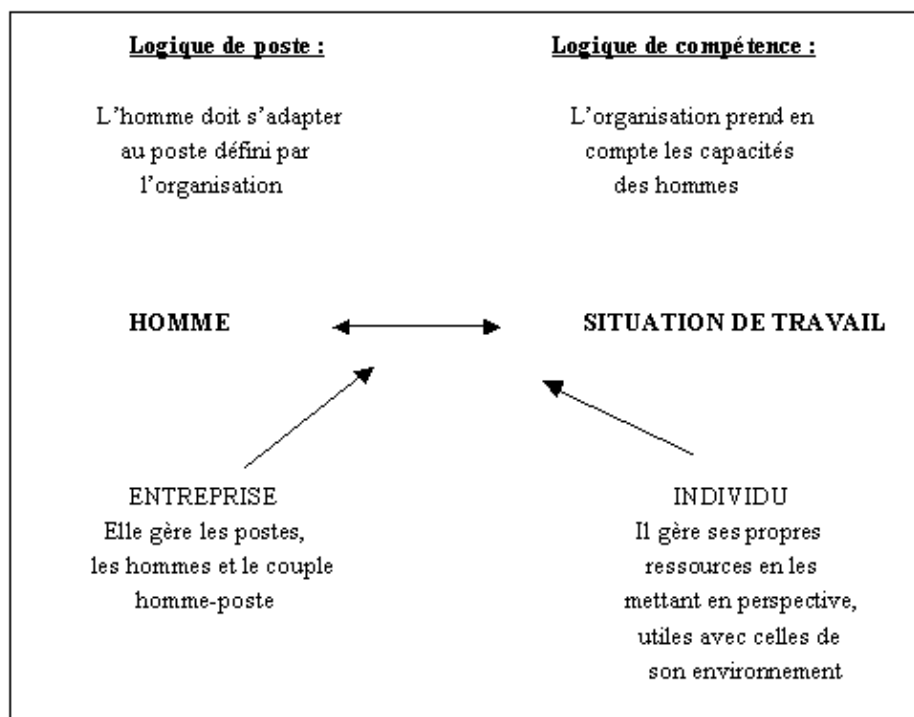 Logique de poste :
L'homme doit s'adapter
au poste défini par
l'organisation
Logique de compétence :
L'organisation prend en
compte les capacités
des hommes
HOMME
SITUATION DE TRAVAIL
ENTREPRISE
Elle gère les postes,
les hommes et le couple
homme-poste
INDIVIDU
Il gère ses propres
ressources en les
mettant en perspective,
utiles avec celles de
son environnement